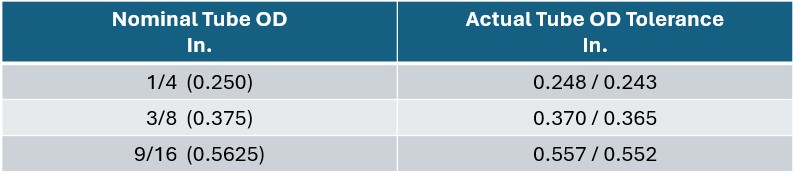 Nominal Tube OD
In.
Actual Tube OD Tolerance
In.
1/4 (0.250)
0.248 / 0.243
3/8 (0.375)
0.370 / 0.365
9/16 (0.5625)
0.557 / 0.552